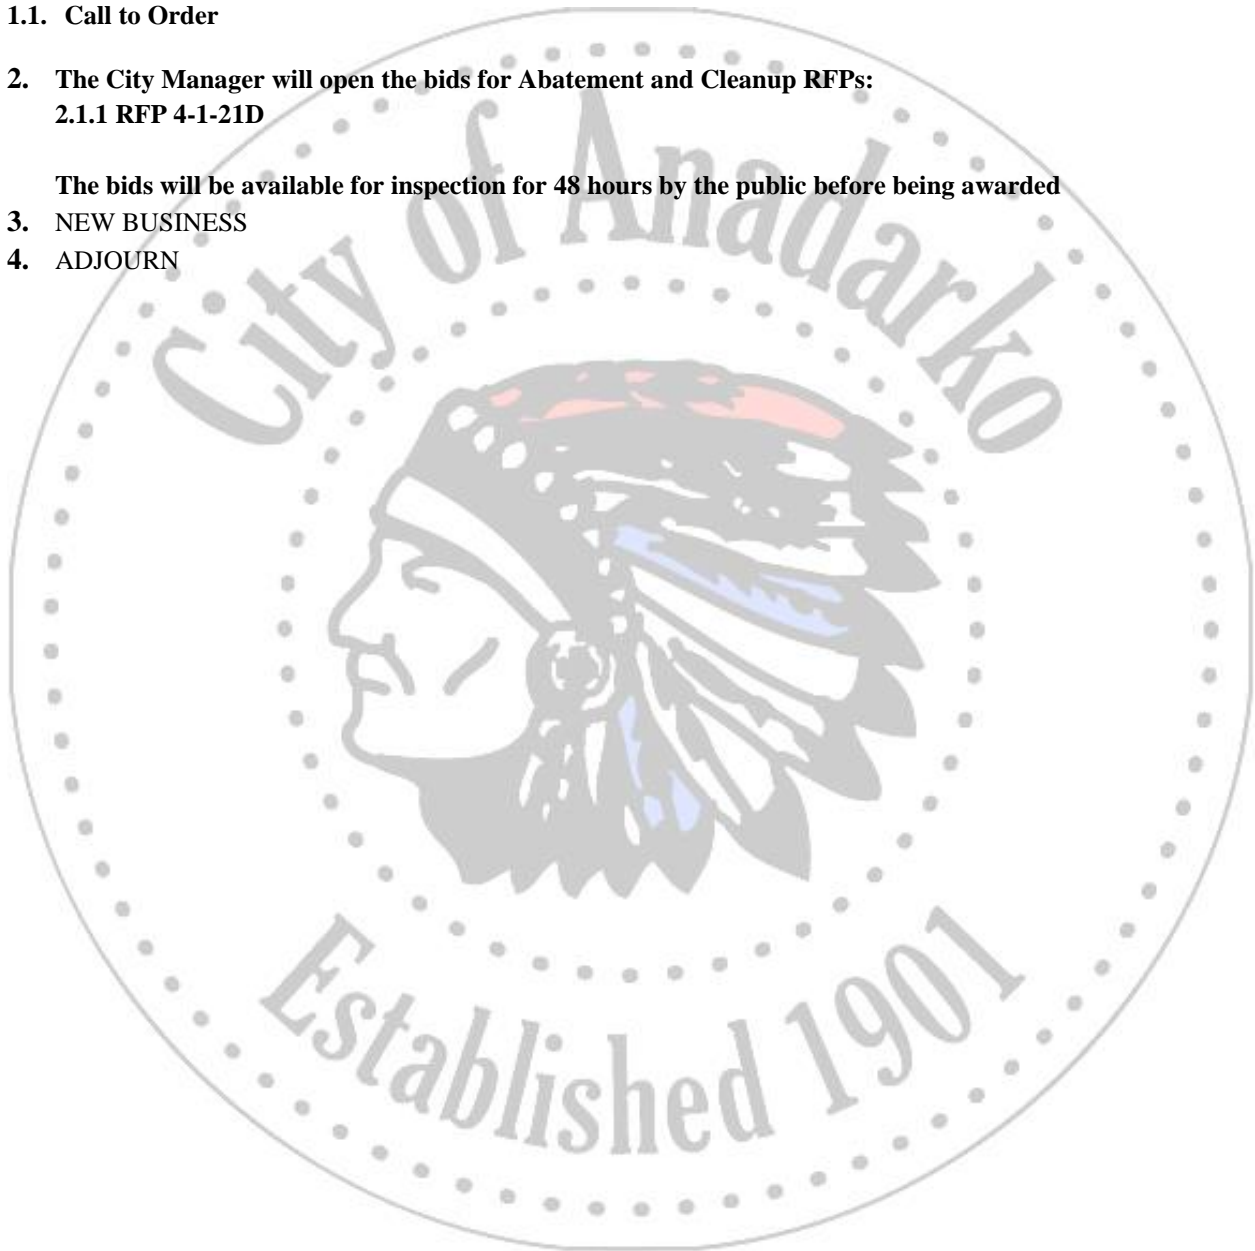 1.1. Call to Order
2. The City Manager will open the bids for Abatement and Cleanup RFPs:
2.1.1 RFP 4-1-21D
The bids will be available for inspection for 48 hours by the public before being awarded
3. NEW BUSINESS
4. ADJOURN
City of Anadarko
Established 1901